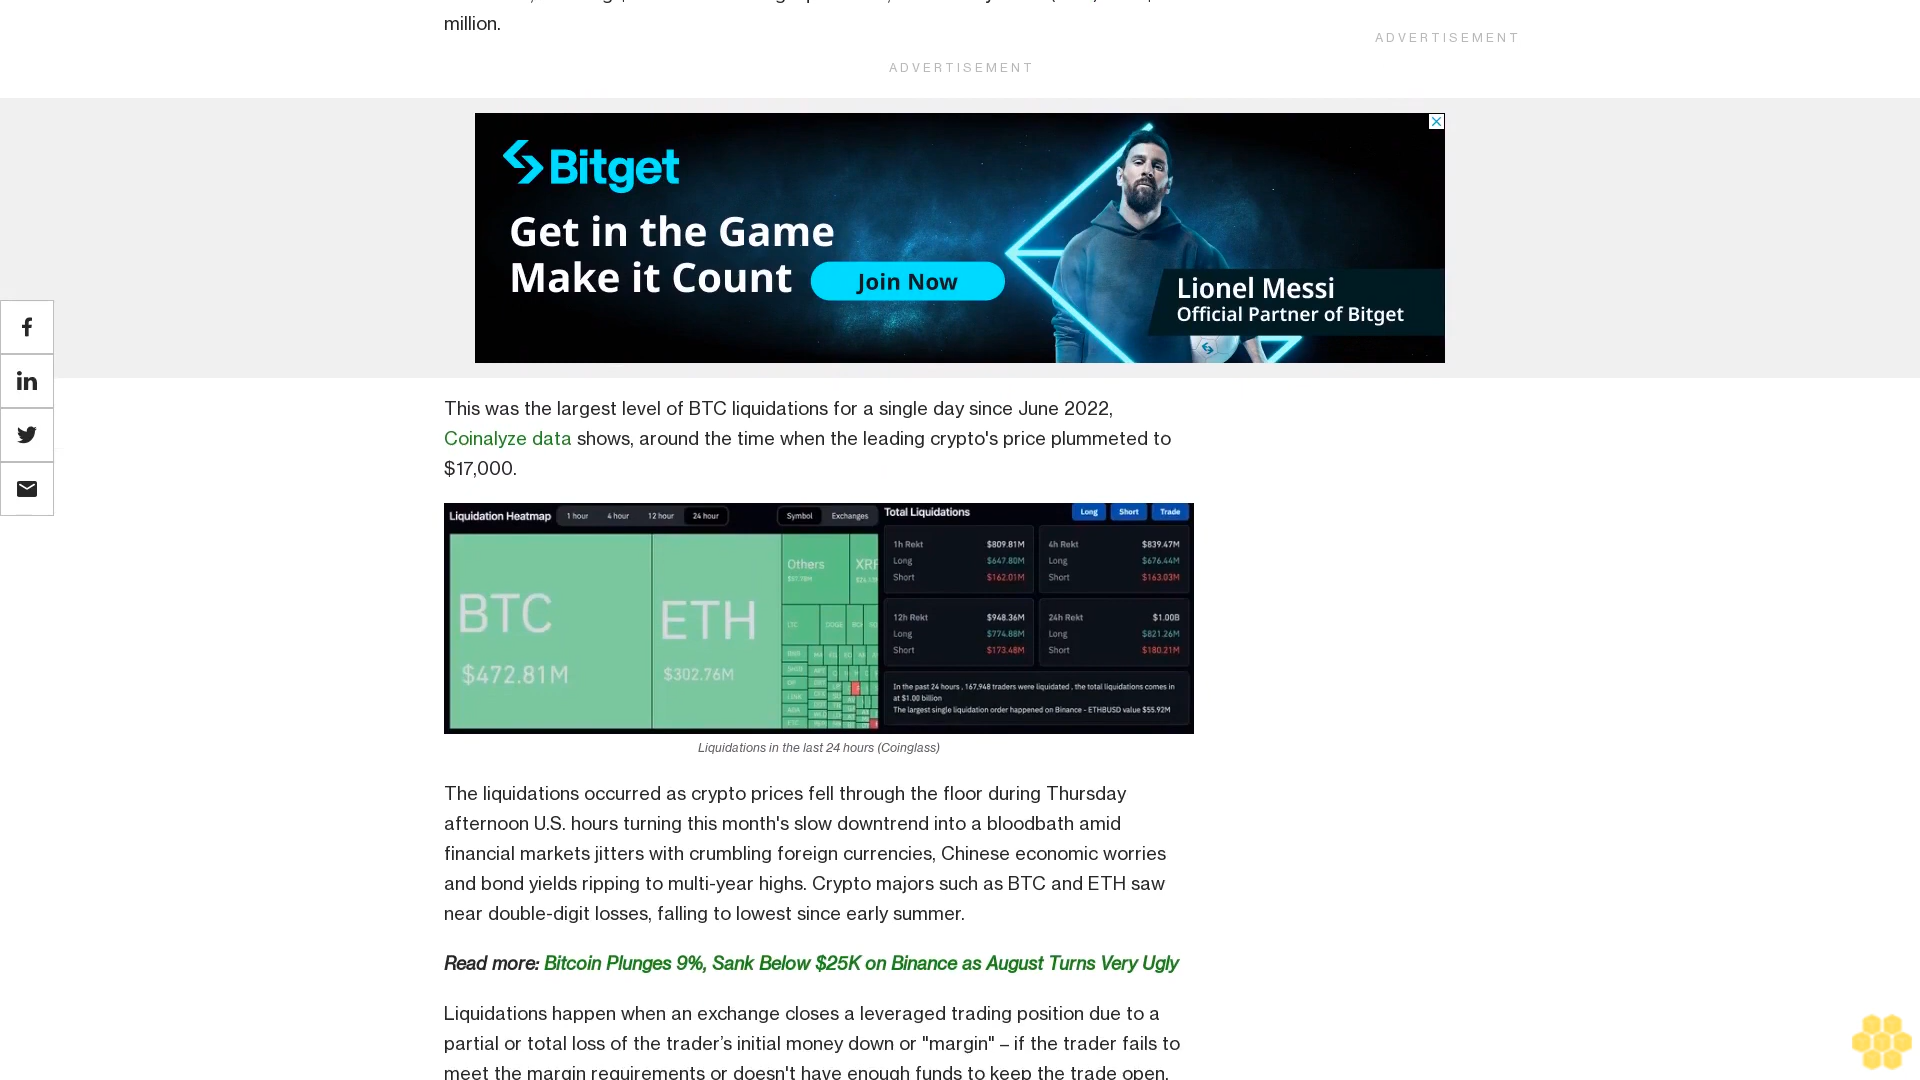 million.
ADVERTISEMENT
ADVERTISEMENT
Bitget
Get in the Game
Make it Count
Join Now
Lionel Messi
Official Partner of Bitget
This was the largest level of BTC liquidations for a single day since June 2022,
Coinalyze data shows, around the time when the leading crypto's price plummeted to
$17,000.
Liquidation Heatmap 1 hour 4 hour 12 hour 24 hour Symbol Exchanges
BTC
$472.81M
ETH
$302.76M
Others
XRP
DOGE
Total Liquidations Long Short Trade
1h Rekt $809.81M
Long $647.80M
Short $162.01M
4h Rekt $839.47M
Long $676.44M
Short $163.03M
12h Rekt $948.36M
Long $774.88M
Short $173.48M
24h Rekt $1.00B
Long $821.26M
Short $180.21M
In the past 24 hours , 167,948 traders were liquidated , the total liquidations comes in
at $1.00 billion
The largest single liquidation order happened on Binance - ETHBUSD value $55.92M
Liquidations in the last 24 hours (Coinglass)
The liquidations occurred as crypto prices fell through the floor during Thursday
afternoon U.S. hours turning this month's slow downtrend into a bloodbath amid
financial markets jitters with crumbling foreign currencies, Chinese economic worries
and bond yields ripping to multi-year highs. Crypto majors such as BTC and ETH saw
near double-digit losses, falling to lowest since early summer.
Read more: Bitcoin Plunges 9%, Sank Below $25K on Binance as August Turns Very Ugly
Liquidations happen when an exchange closes a leveraged trading position due to a
partial or total loss of the trader’s initial money down or "margin" – if the trader fails to
meet the margin requirements or doesn't have enough funds to keep the trade open.